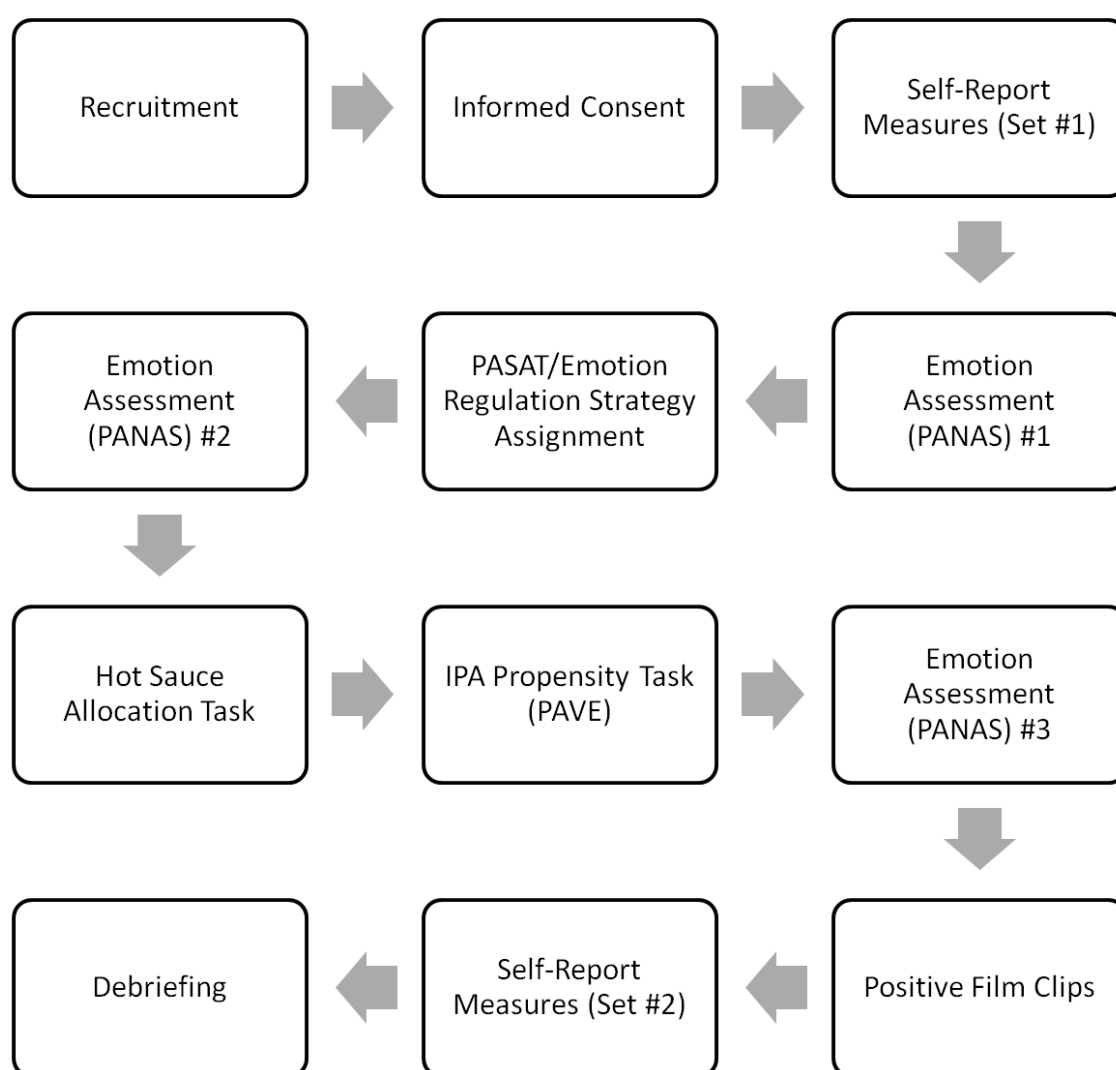 Recruitment
Informed Consent
Self-Report
Measures (Set #1)
Emotion
Assessment
(PANAS) #1
PASAT/Emotion
Regulation Strategy
Assignment
Emotion
Assessment
(PANAS) #2
Hot Sauce
Allocation Task
IPA Propensity Task
(PAVE)
Emotion
Assessment
(PANAS) #3
Positive Film Clips
Self-Report
Measures (Set #2)
Debriefing